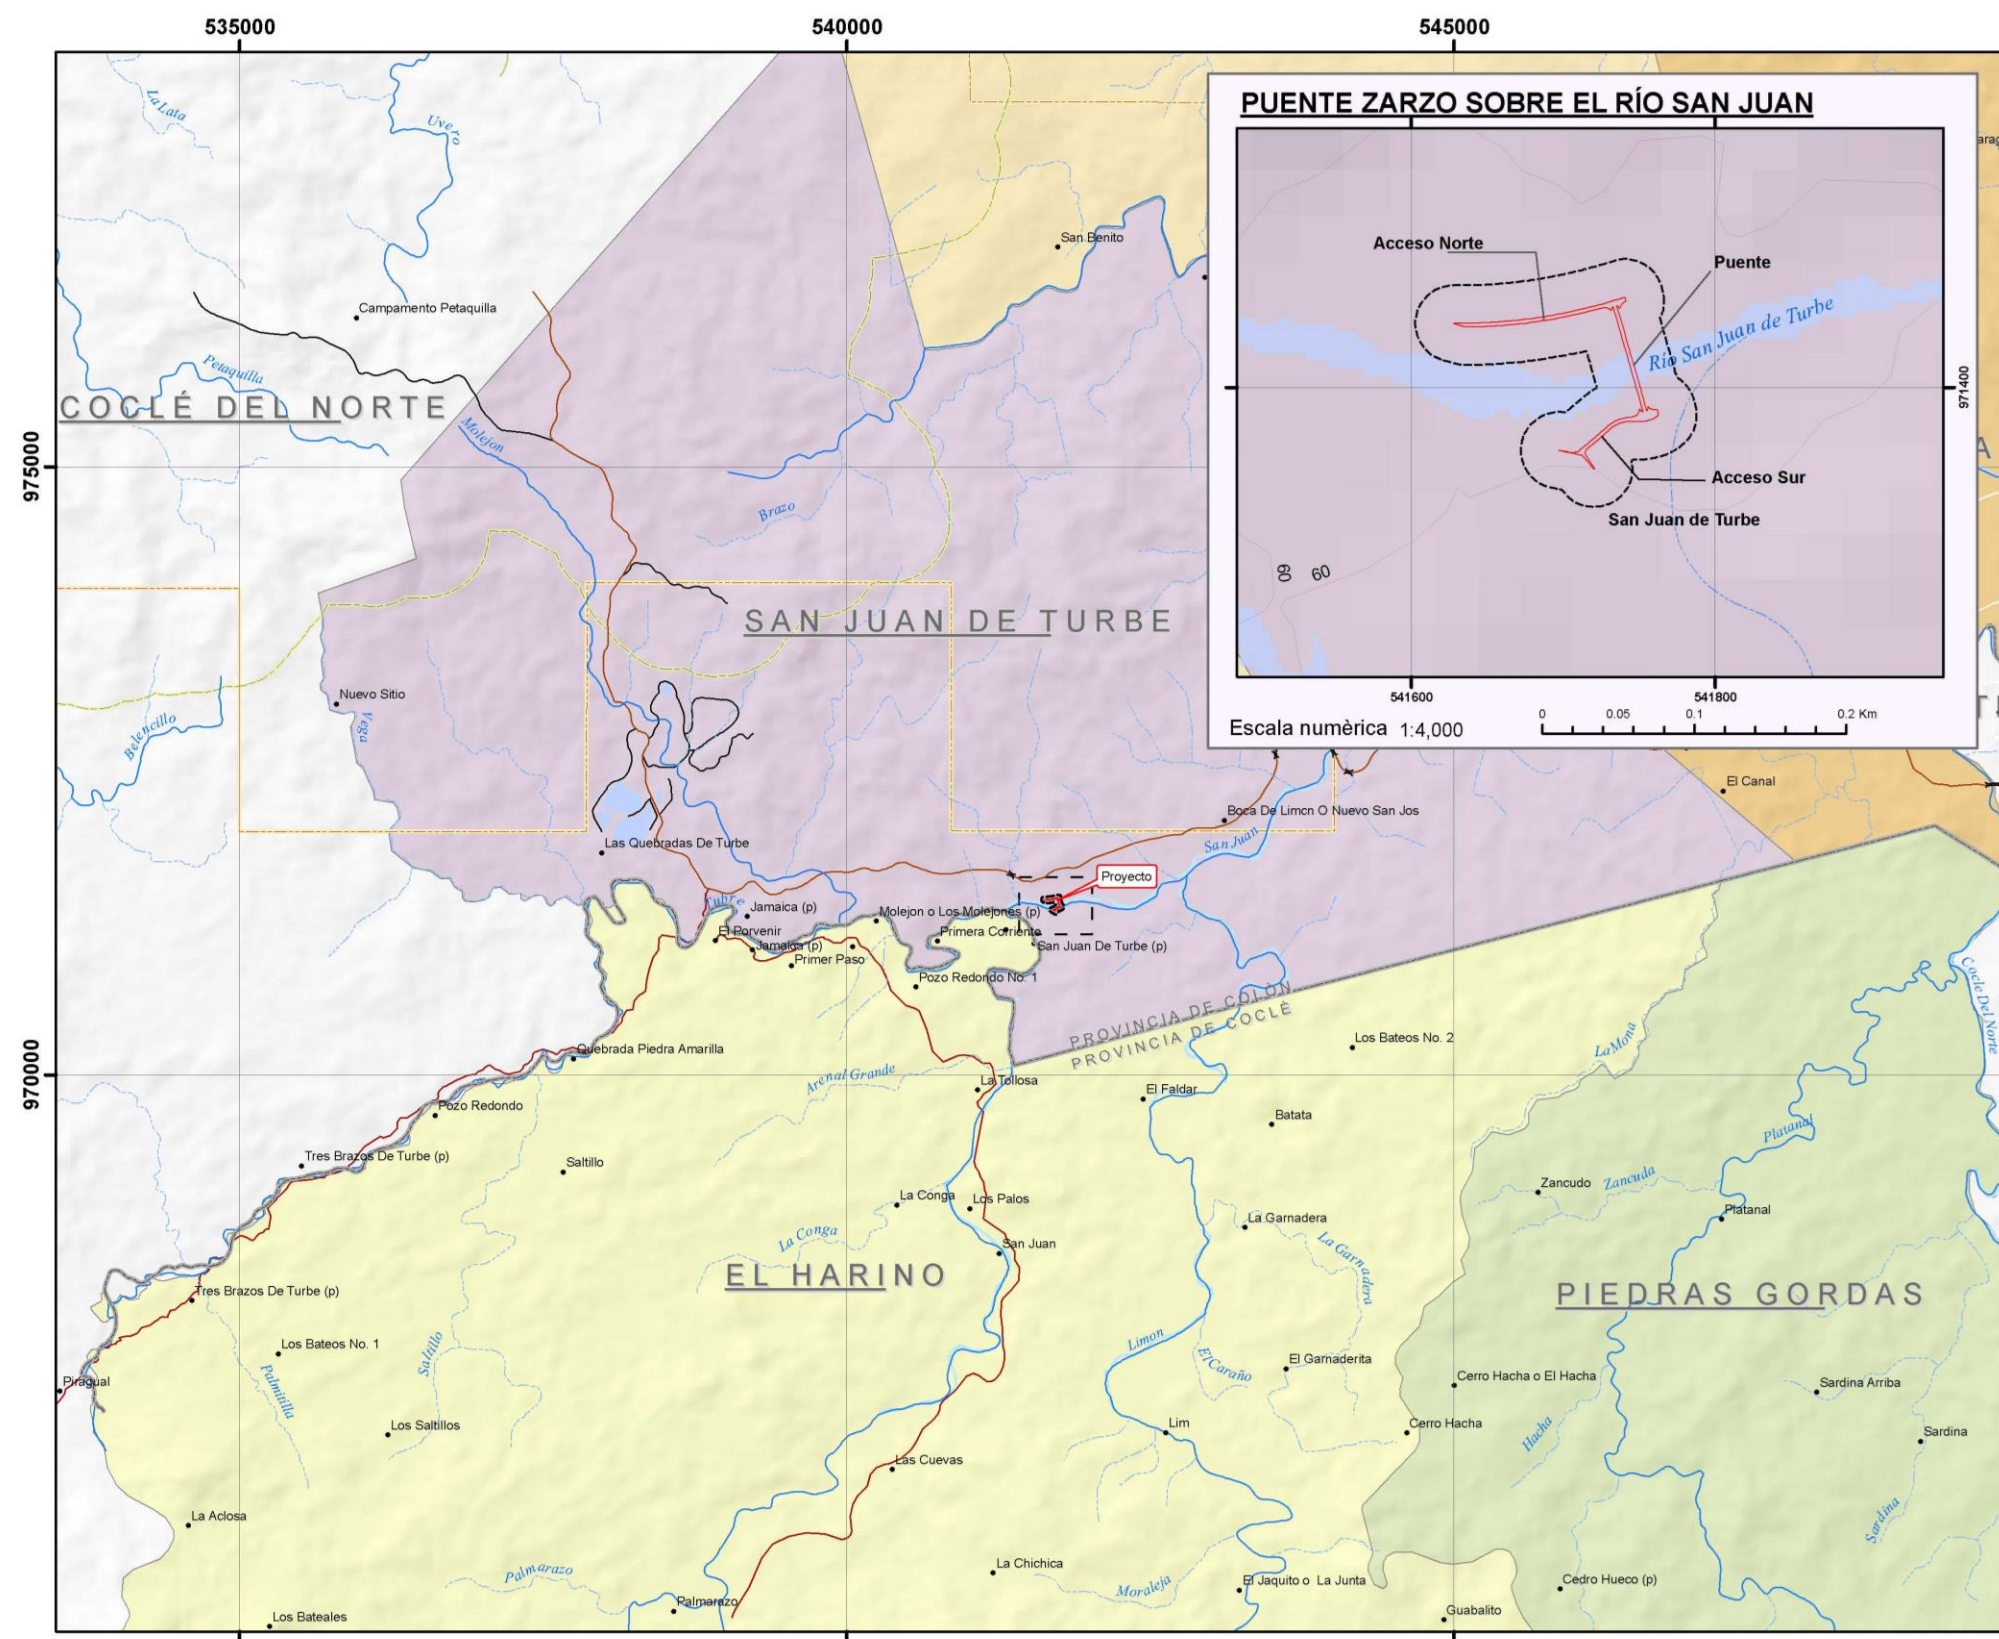 535000
540000
545000
PUENTE ZARZO SOBRE EL RÍO SAN JUAN
La Lata
Uvero
San Benito
Acceso Norte
Puente
Río San Juan de Turbe
Campamento Petaquilla
Petaquilla
971400
COCLÉ DEL NORTE
Molejon
975000
Acceso Sur
Brazo
San Juan de Turbe
60
60
SAN JUAN DE TURBE
Nuevo Sitio
Vega
Belencillo
541600
541800
Escala numèrica 1:4,000
0
0.05
0.1
0.2 Km
El Canal
Boca De Limcn O Nuevo San Jos
San Juan
Las Quebradas De Turbe
Proyecto
Jamaica (p)
Molejon o Los Molejones (p)
El Porvenir
Primera Corriente
Jamaica (p)
San Juan De Turbe (p)
Primer Paso
Pozo Redondo No. 1
Cocle Del Norte
PROVINCIA DE COLÓN
PROVINCIA DE COCLÉ
Los Bateos No. 2
La Mona
Quebrada Piedra Amarilla
970000
Arenal Grande
La Tollosa
El Faldar
Pozo Redondo
Batata
Platanal
Tres Brazos De Turbe (p)
Saltillo
Zancudo
Zancuda
La Conga
Los Palos
La Garnadera
Platanal
La Conga
San Juan
La Garnadera
EL HARINO
PIEDRAS GORDAS
Tres Brazos De Turbe (p)
Los Bateos No. 1
Saltillo
Limon
El Caraño
El Garnaderita
Piragual
Palmitilla
Cerro Hacha o El Hacha
Sardina Arriba
Los Saltillos
Lim
Cerro Hacha
Hacha
Sardina
Las Cuevas
La Aclosa
Sardina
La Chichica
Palmarazo
Moraleja
El Jaquito o La Junta
Cedro Hueco (p)
Palmarazo
Los Bateales
Guabalito